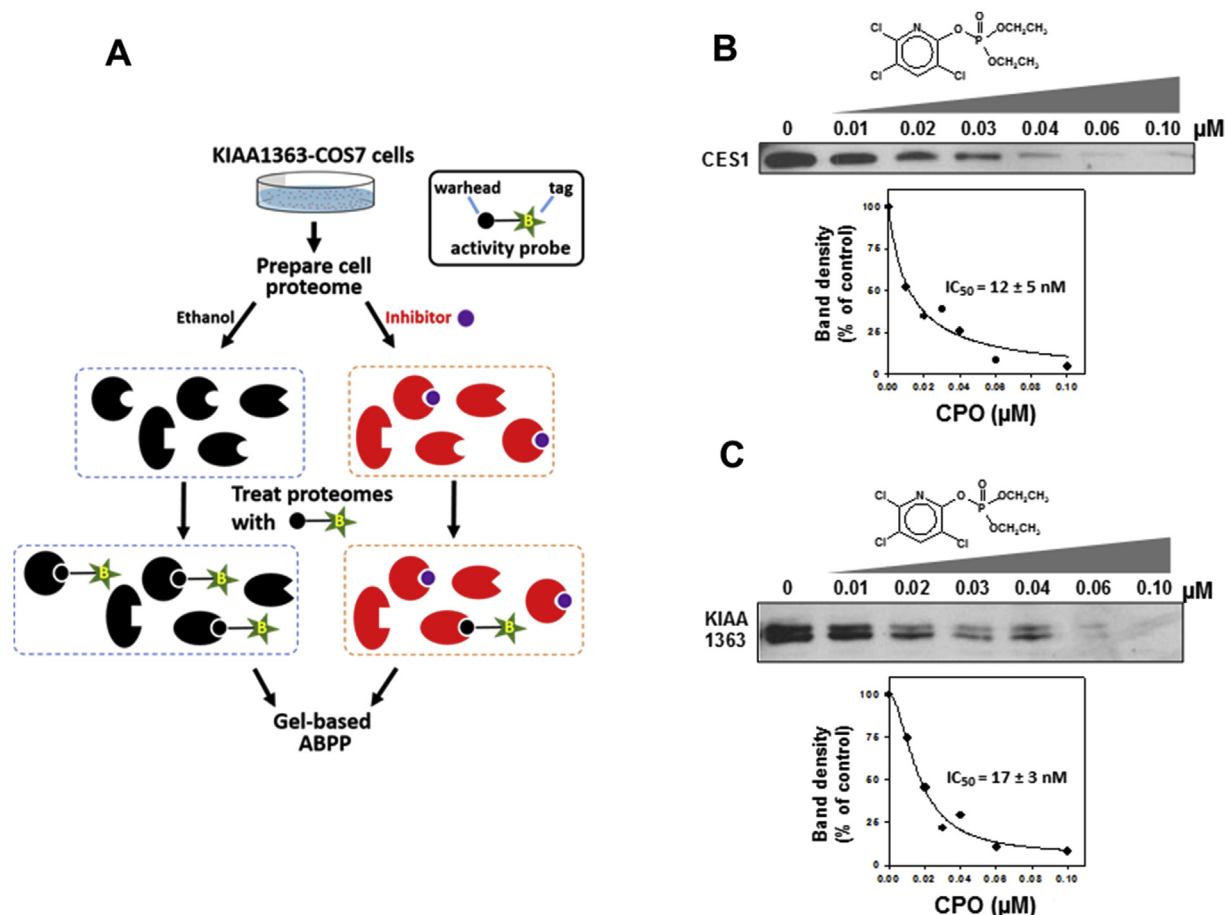 A
KIAA1363-COS7 cells
warhead
tag
B
activity probe
Prepare cell
proteome
Ethanol
Inhibitor
Treat proteomes
with
B
B
B
B
B
Gel-based
ABPP
B
Cl
N
O
P
O
OCH₂CH₃
OCH₂CH₃
Cl
Cl
0 0.01 0.02 0.03 0.04 0.06 0.10 µM
CES1
100
75
50
25
0
Band density
(% of control)
IC₅₀ = 12 ± 5 nM
0.00 0.02 0.04 0.06 0.08 0.10
CPO (µM)
C
Cl
N
O
P
O
OCH₂CH₃
OCH₂CH₃
Cl
Cl
0 0.01 0.02 0.03 0.04 0.06 0.10 µM
KIAA
1363
100
75
50
25
0
Band density
(% of control)
IC₅₀ = 17 ± 3 nM
0.00 0.02 0.04 0.06 0.08 0.10
CPO (µM)